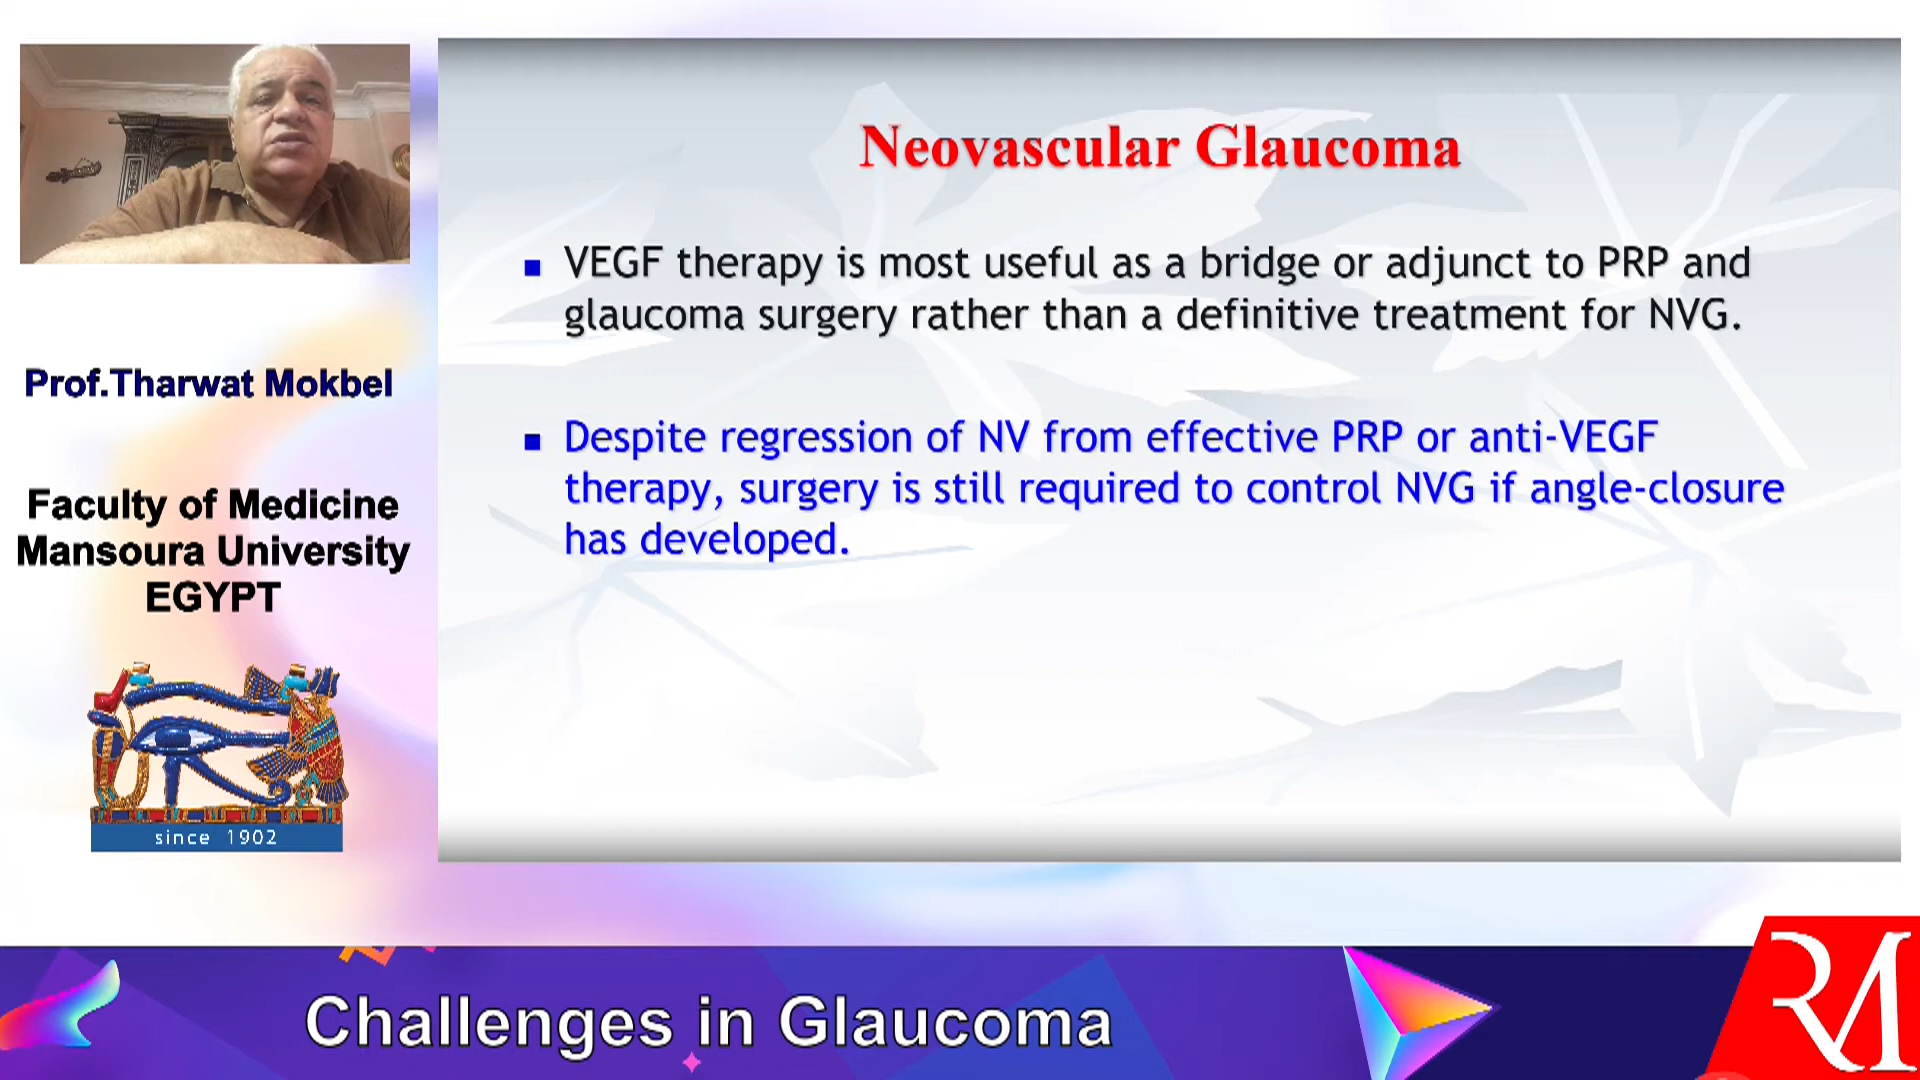 Neovascular Glaucoma
VEGF therapy is most useful as a bridge or adjunct to PRP and
glaucoma surgery rather than a definitive treatment for NVG.
Despite regression of NV from effective PRP or anti-VEGF
therapy, surgery is still required to control NVG if angle-closure
has developed.
Prof.Tharwat Mokbel
Faculty of Medicine
Mansoura University
EGYPT
since 1902
Challenges in Glaucoma
RM